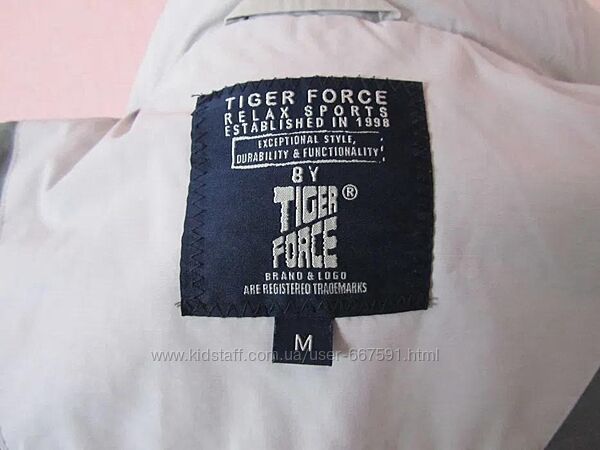 TIGER FORCE
RELAX SPORTS
ESTABLISHED IN 1998
EXCEPTIONAL STYLE,
DURABILITY & FUNCTIONALITY
BY
TIGER ®
FORCE
BRAND & LOGO
ARE REGISTERED TRADEMARKS
M
www.kidstaff.com.ua/user-667591.html